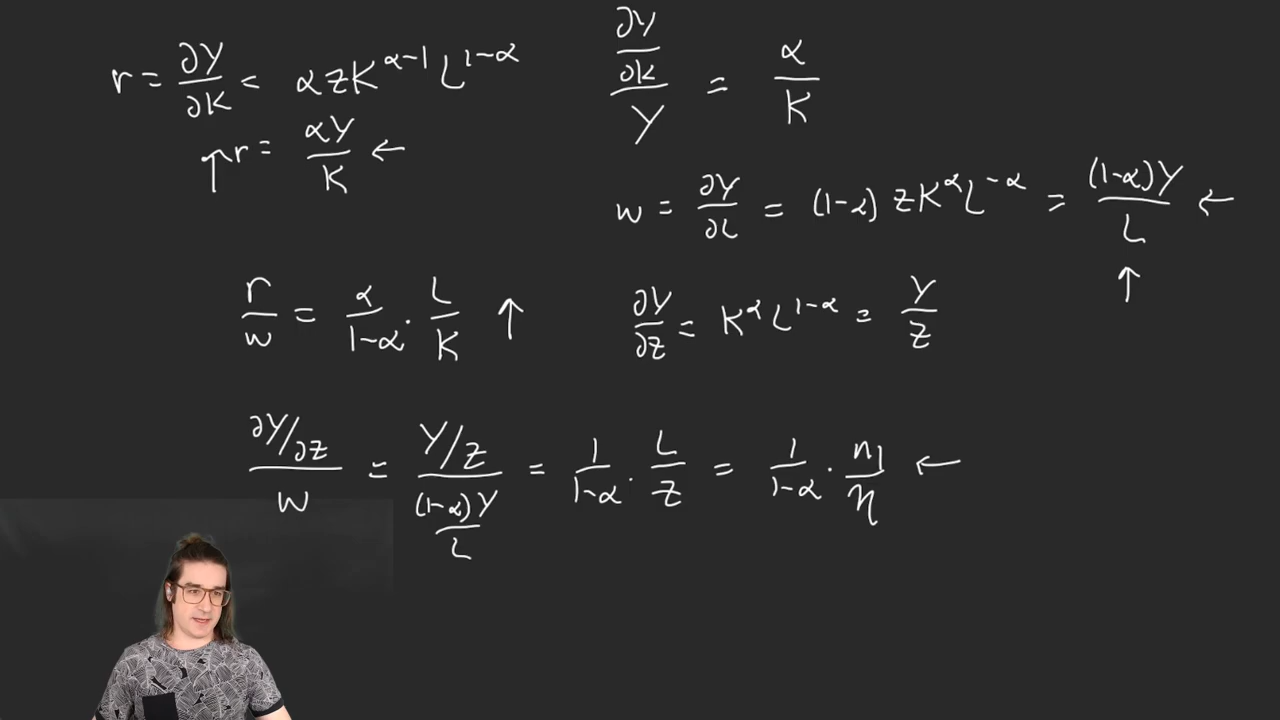 r = ∂Y/∂K = αzK^{α-1}L^{1-α}
(∂Y/∂K)/Y = α/K
↑r = αY/K ←
w = ∂Y/∂L = (1-α) zK^α L^{-α} = (1-α)Y/L ←
↑
r/w = α/(1-α) · L/K ↑
∂Y/∂z = K^α L^{1-α} = Y/z
(∂Y/∂z)/w = (Y/z)/((1-α)Y/L) = 1/(1-α) · L/z = 1/(1-α) ·